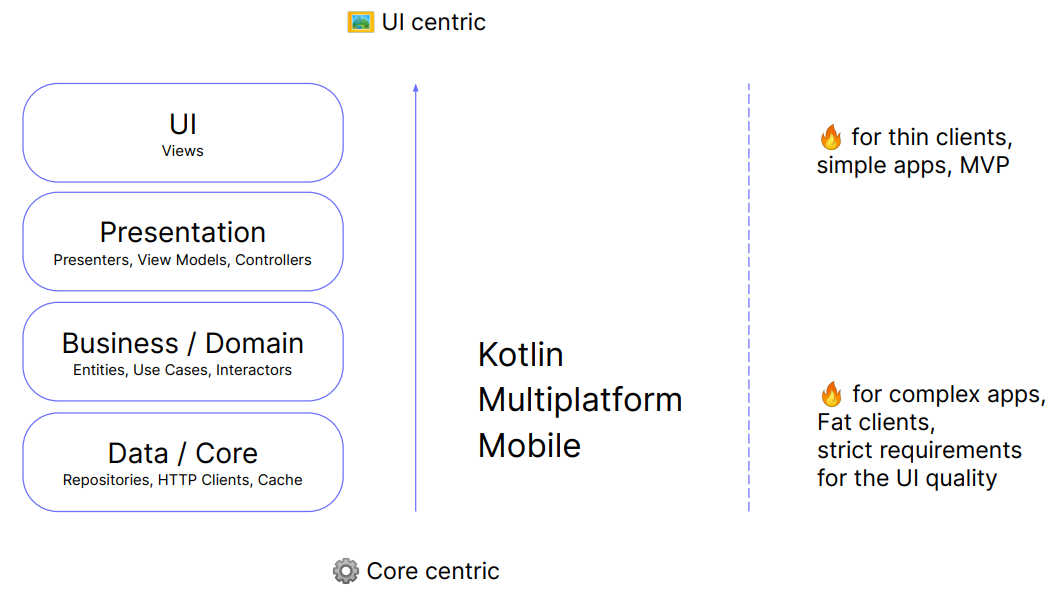 UI centric
UI
Views
Presentation
Presenters, View Models, Controllers
Business / Domain
Entities, Use Cases, Interactors
Data / Core
Repositories, HTTP Clients, Cache
Kotlin
Multiplatform
Mobile
for thin clients,
simple apps, MVP
for complex apps,
Fat clients,
strict requirements
for the UI quality
Core centric